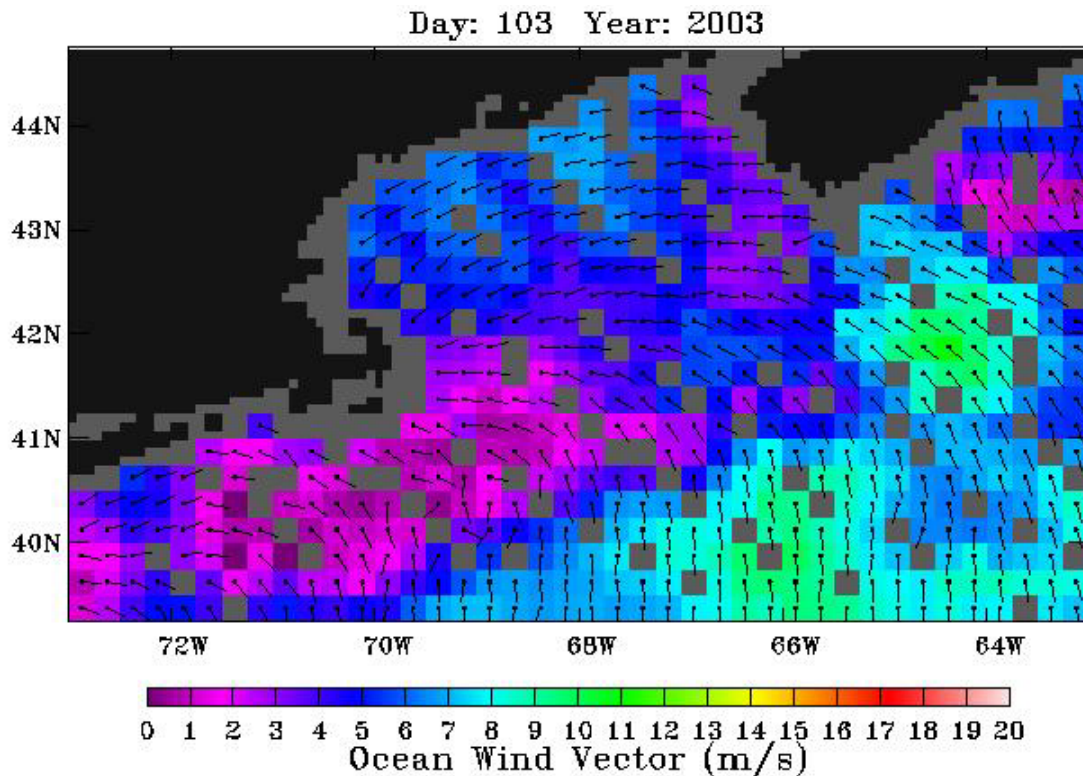 Day: 103 Year: 2003
44N
43N
42N
41N
40N
72W 70W 68W 66W 64W
0 1 2 3 4 5 6 7 8 9 10 11 12 13 14 15 16 17 18 19 20
Ocean Wind Vector (m/s)